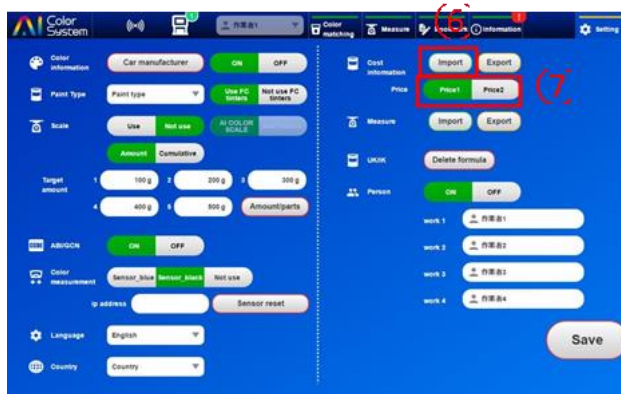 AI Color System
作業者1
Color matching
Measure
Information
Setting
(6)
Color information
Car manufacturer
ON
OFF
Cost information
Import
Export
Paint Type
Paint type
Use FC tinters
Not use FC tinters
Price
Price1
Price2
(7)
Scale
Use
Not use
AI COLOR SCALE
Measure
Import
Export
Amount
Cumulative
UK/K
Delete formula
Target amount
1
100 g
2
200 g
3
300 g
4
400 g
5
500 g
Amount/parts
Person
ON
OFF
work 1
作業者1
work 2
作業者2
work 3
作業者3
work 4
作業者4
ABI/GCN
ON
OFF
Color measurement
Sensor_blue
Sensor_black
Not use
ip address
Sensor reset
Language
English
Country
Country
Save